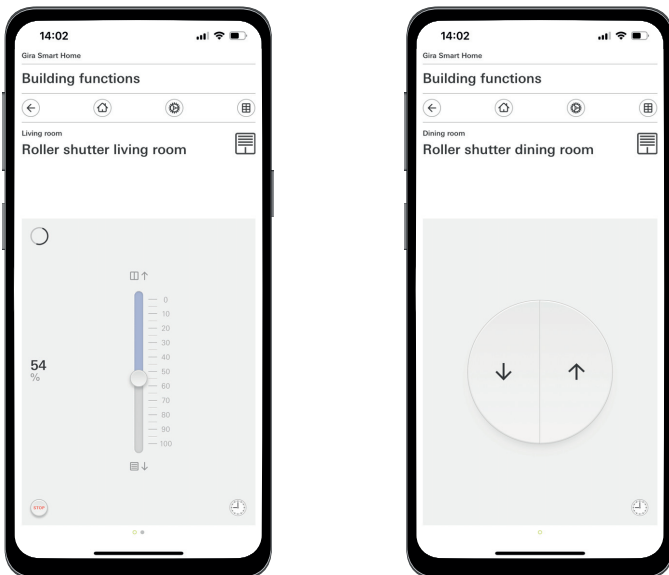 14:02
Gira Smart Home
Building functions
Living room
Roller shutter living room
0
10
20
30
40
50
60
70
80
90
100
54
%
STOP
14:02
Gira Smart Home
Building functions
Dining room
Roller shutter dining room